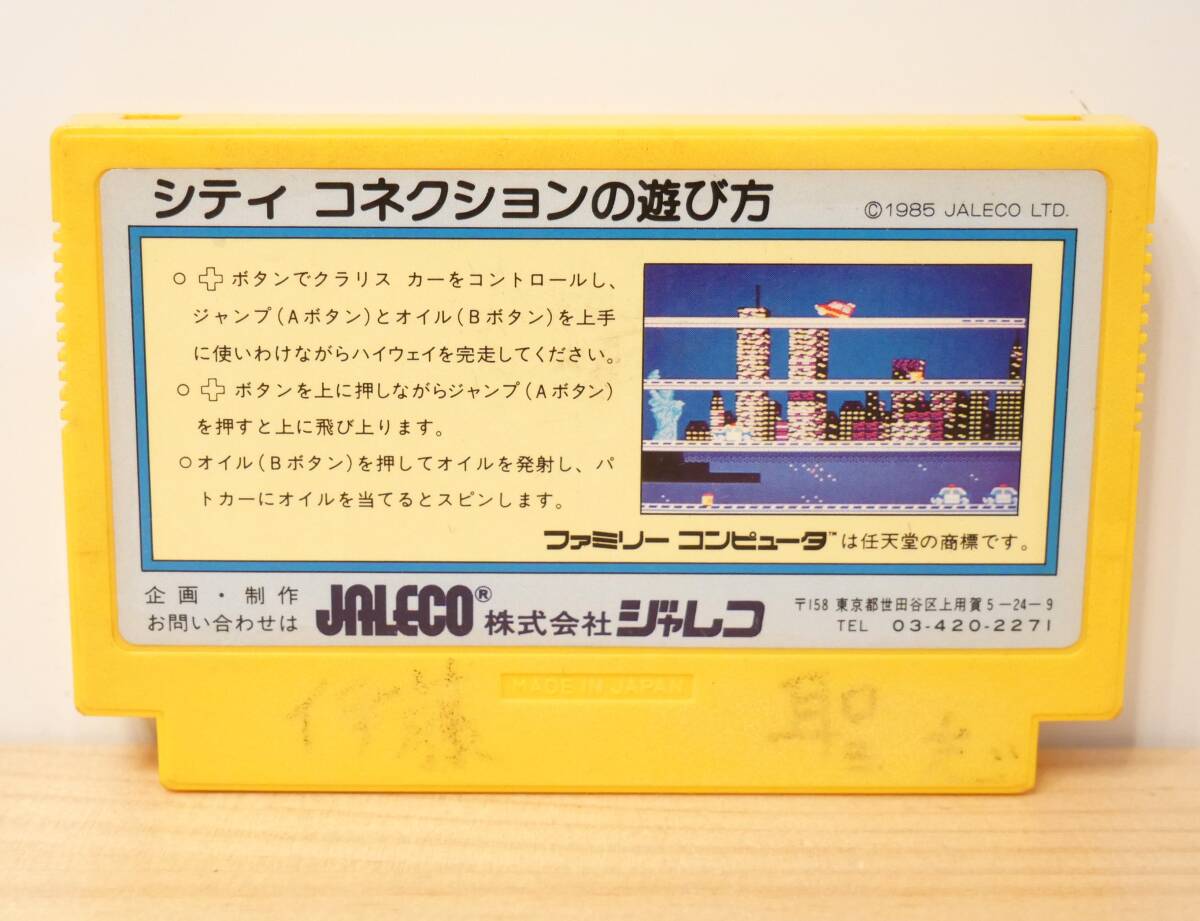 シティ コネクションの遊び方
©1985 JALECO LTD.
○ ボタンでクラリス カーをコントロールし、
ジャンプ(Aボタン)とオイル(Bボタン)を上手
に使いわけながらハイウェイを完走してください。
○ ボタンを上に押しながらジャンプ(Aボタン)
を押すと上に飛び上ります。
○オイル(Bボタン)を押してオイルを発射し、パ
トカーにオイルを当てるとスピンします。
ファミリー コンピュータ™は任天堂の商標です。
企画・制作
お問い合わせは
JALECO® 株式会社ジャレコ
〒158 東京都世田谷区上用賀5-24-9
TEL 03-420-2271
MADE IN JAPAN
伊藤 聖